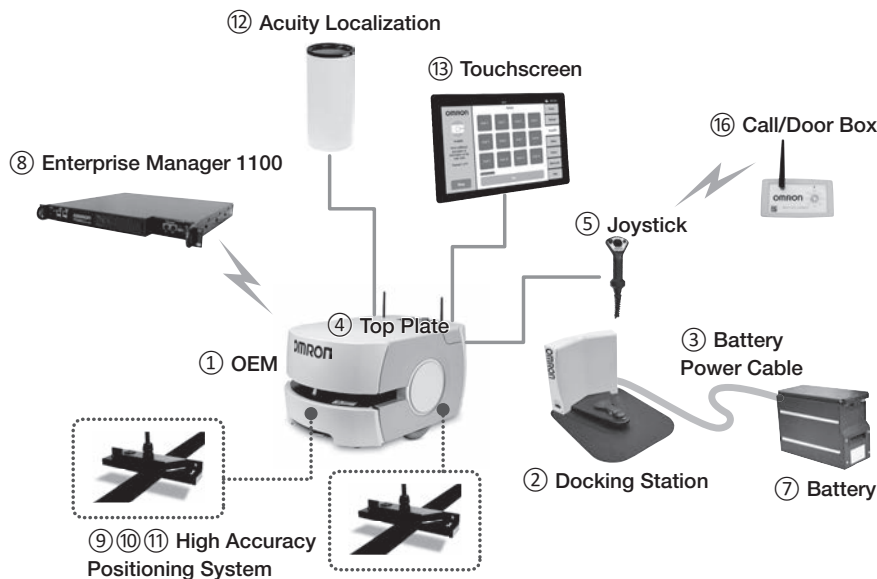 ⑫ Acuity Localization
⑬ Touchscreen
OMRON
⑯ Call/Door Box
OMRON
⑧ Enterprise Manager 1100
OMRON
⑤ Joystick
④ Top Plate
OMRON
① OEM
③ Battery
Power Cable
OMRON
② Docking Station
⑦ Battery
⑨⑩⑪ High Accuracy
Positioning System